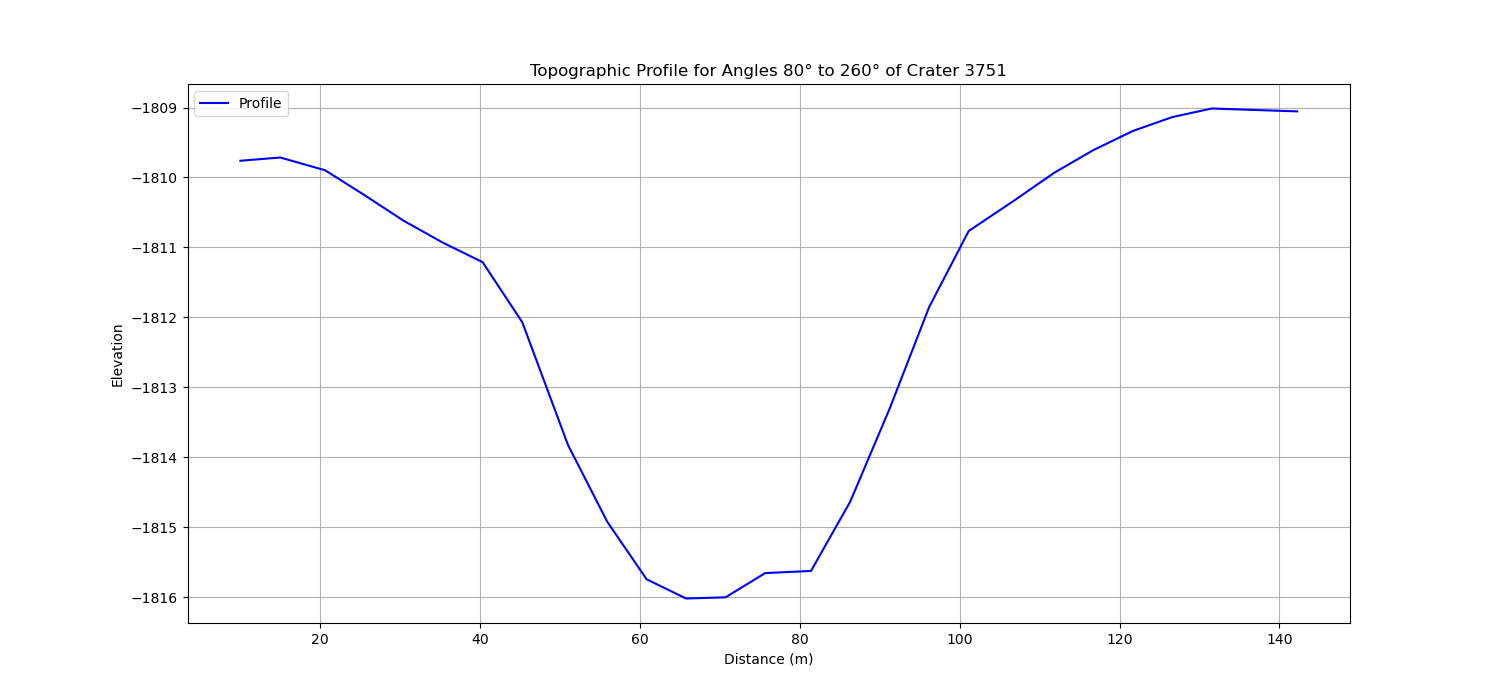 Topographic Profile for Angles 80° to 260° of Crater 3751
Profile
−1809
−1810
−1811
−1812
−1813
−1814
−1815
−1816
Elevation
20 40 60 80 100 120 140
Distance (m)